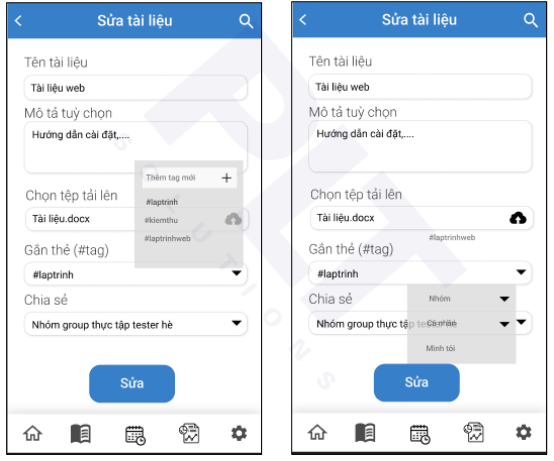 Sửa tài liệu
Tên tài liệu
Tài liệu web
Mô tả tuỳ chọn
Hướng dẫn cài đặt,....
Thêm tag mới +
#laptrinh
#kiemthu
#laptrinhweb
Chọn tệp tải lên
Tài liệu.docx
Gắn thẻ (#tag)
#laptrinh
Chia sẻ
Nhóm group thực tập tester hè
Sửa
Sửa tài liệu
Tên tài liệu
Tài liệu web
Mô tả tuỳ chọn
Hướng dẫn cài đặt,....
Chọn tệp tải lên
Tài liệu.docx
#laptrinhweb
Gắn thẻ (#tag)
#laptrinh
Chia sẻ
Nhóm
Nhóm group thực tập tester hè
Cá nhân
Mình tôi
Sửa